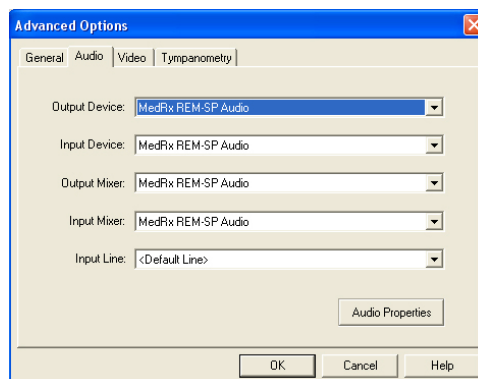 Advanced Options
General Audio Video Tympanometry
Output Device: MedRx REM-SP Audio
Input Device: MedRx REM-SP Audio
Output Mixer: MedRx REM-SP Audio
Input Mixer: MedRx REM-SP Audio
Input Line: <Default Line>
Audio Properties
OK Cancel Help